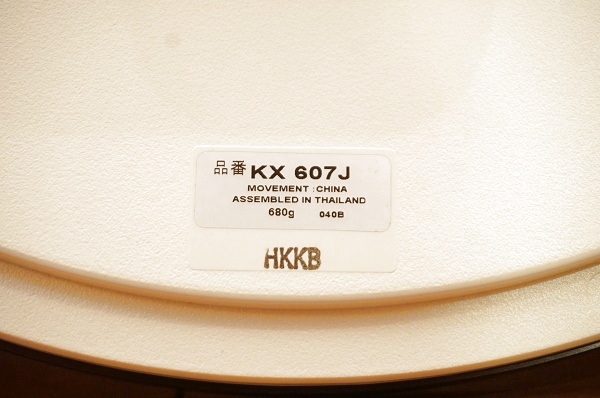 品番 KX 607J
MOVEMENT : CHINA
ASSEMBLED IN THAILAND
680g 040B
HKKB